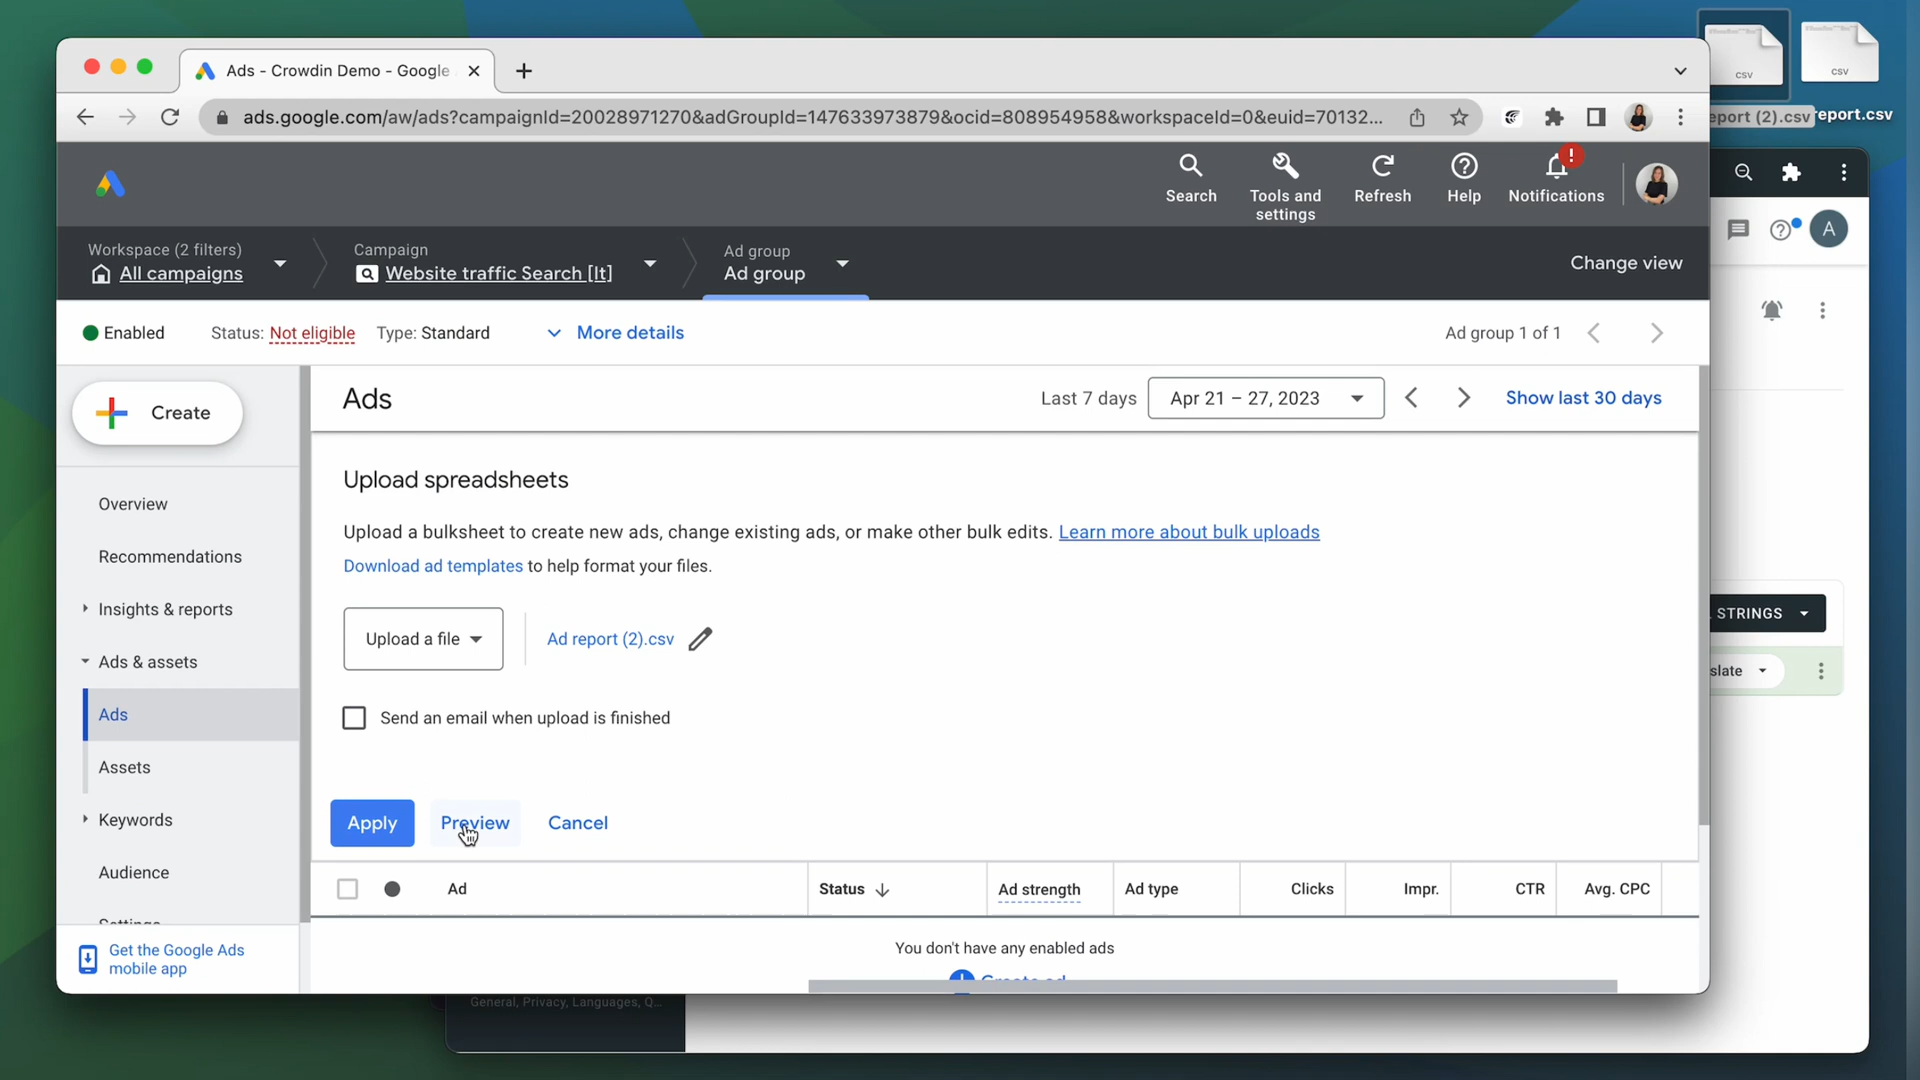 Ads - Crowdin Demo - Google
csv
csv
eport (2).csv
eport.csv
ads.google.com/aw/ads?campaignId=20028971270&adGroupId=147633973879&ocid=808954958&workspaceId=0&euid=70132...
Search
Tools and settings
Refresh
Help
!
Notifications
Workspace (2 filters)
All campaigns
Campaign
Website traffic Search [It]
Ad group
Ad group
Change view
A
Enabled
Status: Not eligible
Type: Standard
More details
Ad group 1 of 1
Create
Ads
Last 7 days
Apr 21 – 27, 2023
Show last 30 days
Overview
Recommendations
Insights & reports
Ads & assets
Ads
Assets
Keywords
Audience
Settings
Get the Google Ads
mobile app
Upload spreadsheets
Upload a bulksheet to create new ads, change existing ads, or make other bulk edits. Learn more about bulk uploads
Download ad templates to help format your files.
Upload a file
Ad report (2).csv
Send an email when upload is finished
Apply
Preview
Cancel
STRINGS
slate
Ad
Status
Ad strength
Ad type
Clicks
Impr.
CTR
Avg. CPC
You don't have any enabled ads
Create ad
General, Privacy, Languages, Q...